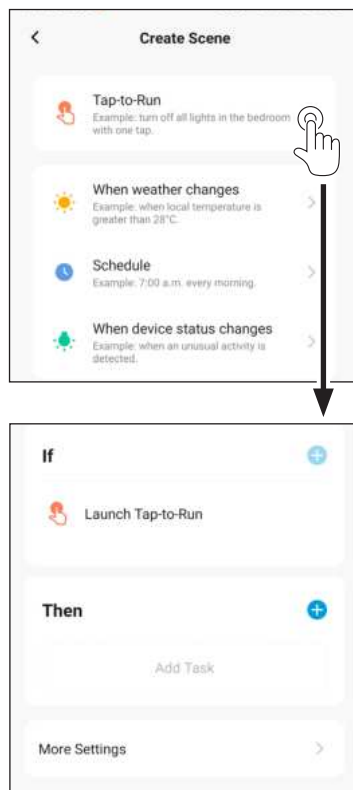 Create Scene
Tap-to-Run
Example: turn off all lights in the bedroom
with one tap.
When weather changes
Example: when local temperature is
greater than 28°C.
Schedule
Example: 7:00 a.m. every morning.
When device status changes
Example: when an unusual activity is
detected.
If
Launch Tap-to-Run
Then
Add Task
More Settings